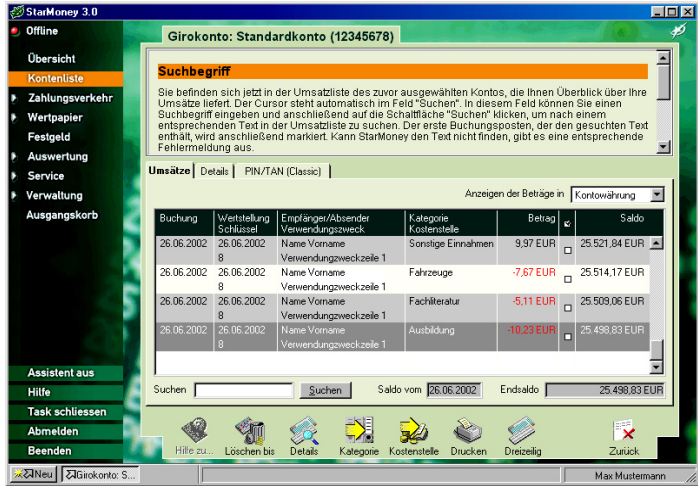 StarMoney 3.0
Offline
Girokonto: Standardkonto (12345678)
Übersicht
Kontenliste
Zahlungsverkehr
Wertpapier
Festgeld
Auswertung
Service
Verwaltung
Ausgangskorb
Suchbegriff
Sie befinden sich jetzt in der Umsatzliste des zuvor ausgewählten Kontos, die Ihnen Überblick über Ihre
Umsätze liefert. Der Cursor steht automatisch im Feld "Suchen". In diesem Feld können Sie einen
Suchbegriff eingeben und anschließend auf die Schaltfläche "Suchen" klicken, um nach einem
entsprechenden Text in der Umsatzliste zu suchen. Der erste Buchungsposten, der den gesuchten Text
enthält, wird anschließend markiert. Kann StarMoney den Text nicht finden, gibt es eine entsprechende
Fehlermeldung aus.
Umsätze Details PIN/TAN (Classic)
Anzeigen der Beträge in Kontowährung
Buchung Wertstellung Empfänger/Absender Kategorie Betrag Saldo
Schlüssel Verwendungszweck Kostenstelle
26.06.2002 26.06.2002 Name Vorname Sonstige Einnahmen 9,97 EUR 25.521,84 EUR
8 Verwendungszweckzeile 1
26.06.2002 26.06.2002 Name Vorname Fahrzeuge -7,67 EUR 25.514,17 EUR
8 Verwendungszweckzeile 1
26.06.2002 26.06.2002 Name Vorname Fachliteratur -5,11 EUR 25.509,06 EUR
8 Verwendungszweckzeile 1
26.06.2002 26.06.2002 Name Vorname Ausbildung -10,23 EUR 25.498,83 EUR
8 Verwendungszweckzeile 1
Suchen Suchen Saldo vom 26.06.2002 Endsaldo 25.498,83 EUR
Assistent aus
Hilfe
Task schliessen
Abmelden
Beenden
Hilfe zu... Löschen bis Details Kategorie Kostenstelle Drucken Dreizeilig Zurück
Neu Girokonto: S... Max Mustermann